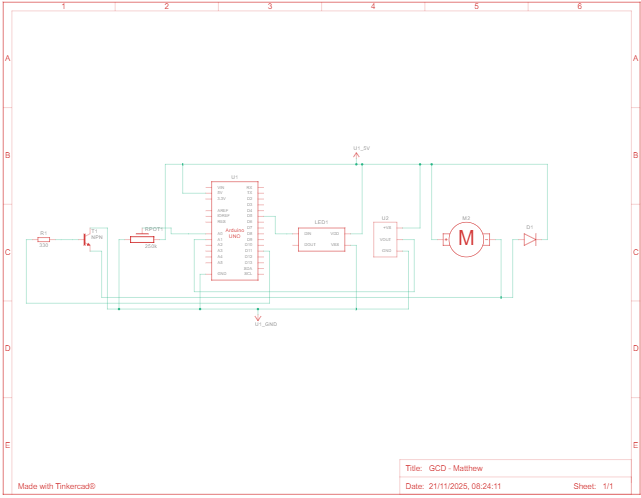 1 2 3 4 5 6
A A
B B
C C
D D
E E
U1_5V
U1
Arduino
UNO
5V
3.3V
AREF
IOREF
RES
A0
A1
A2
A3
A4
A5
GND
RX
TX
D2
D3
D4
D5
D6
D7
D8
D9
D10
D11
D12
D13
SDA
SCL
R1
330
T1
NPN
RPOT1
250k
LED1
DIN VDD
DOUT VSS
U2
VOUT
GND
M2
M
D1
U1_GND
Title: GCD - Matthew
Date: 21/11/2025, 08:24:11 Sheet: 1/1
Made with Tinkercad®